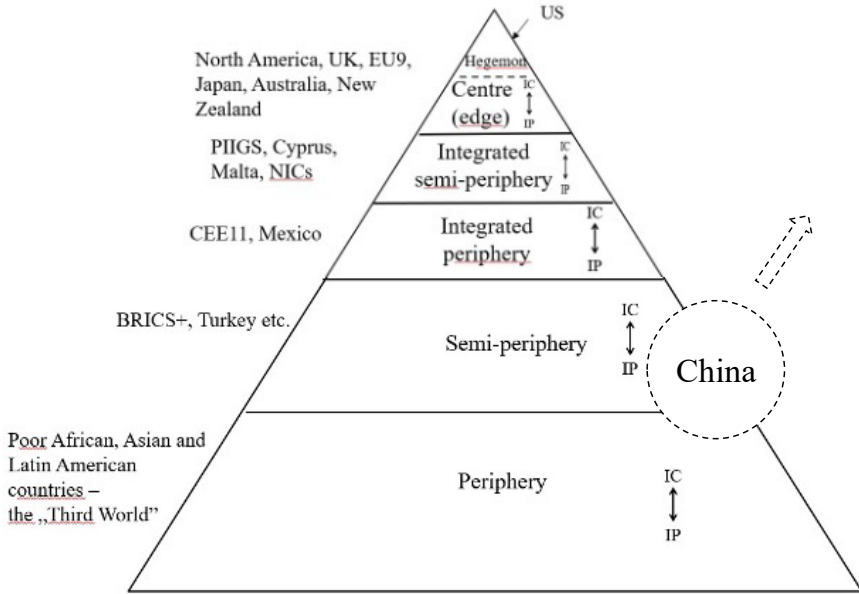 US
North America, UK, EU9,
Japan, Australia, New
Zealand
Hegemon
Centre
(edge)
IC
IP
PIIGS, Cyprus,
Malta, NICs
Integrated
semi-periphery
IC
IP
CEE11, Mexico
Integrated
periphery
IC
IP
BRICS+, Turkey etc.
Semi-periphery
IC
IP
China
Poor African, Asian and
Latin American
countries –
the „Third World”
Periphery
IC
IP